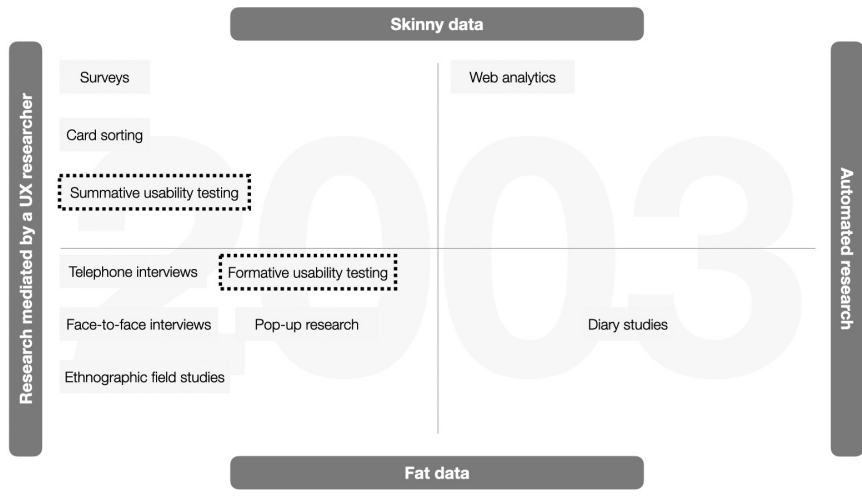 Skinny data
Research mediated by a UX researcher
Automated research
Surveys
Web analytics
Card sorting
2003
Summative usability testing
Telephone interviews
Formative usability testing
Face-to-face interviews
Pop-up research
Diary studies
Ethnographic field studies
Fat data